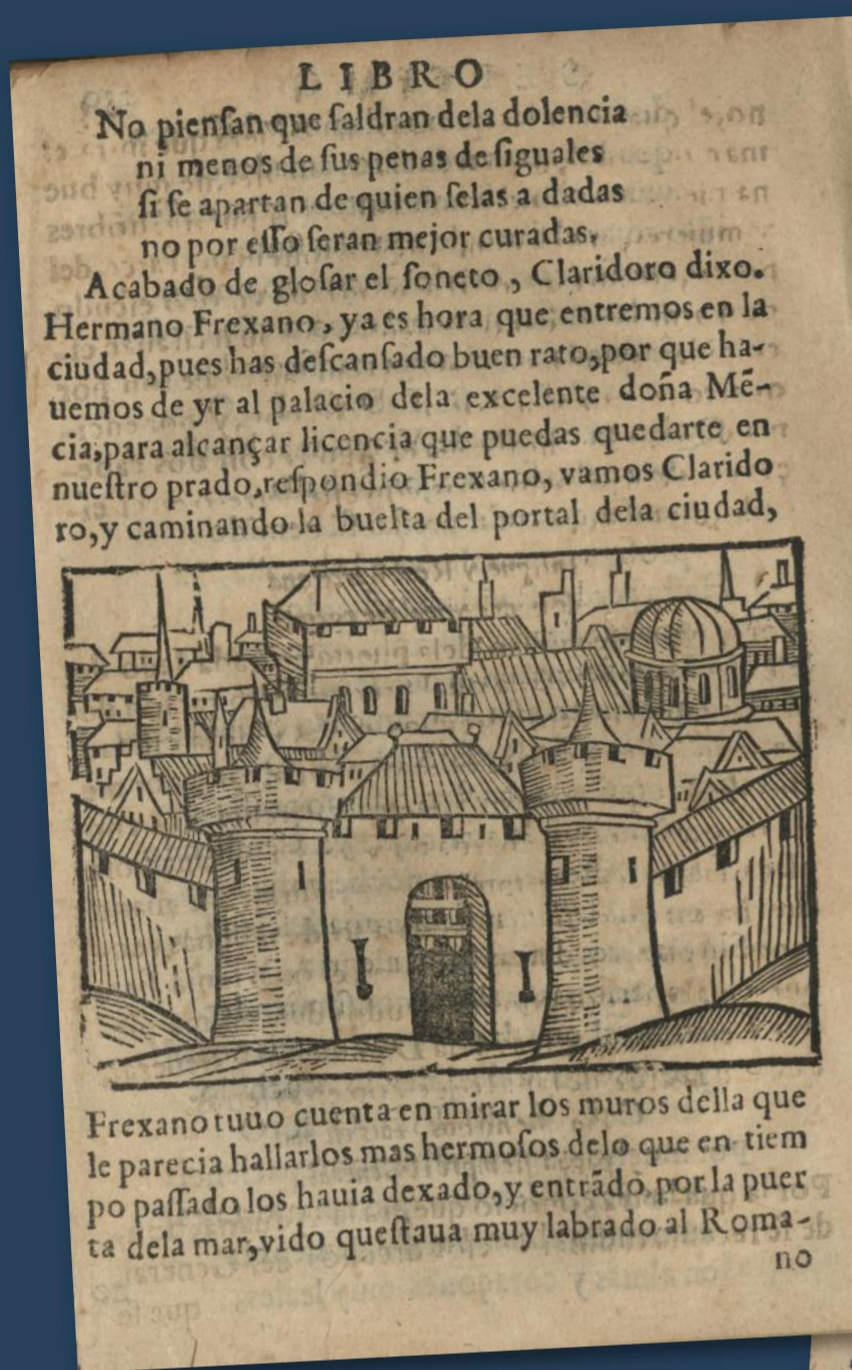 LIBRO
No pienſan que ſaldran dela dolencia
ni menos de ſus penas de ſiguales
ſi ſe apartan de quien ſelas a dadas
no por eſſo ſeran mejor curadas.
Acabado de gloſar el ſoneto, Claridoro dixo.
Hermano Frexano, ya es hora que entremos en la
ciudad, pues has deſcanſado buen rato, por que ha-
uemos de yr al palacio dela excelente doña Mẽ-
cia, para alcançar licencia que puedas quedarte en
nueſtro prado, reſpondio Frexano, vamos Clarido
ro, y caminando la buelta del portal dela ciudad,
Frexano tuuo cuenta en mirar los muros della que
le parecia hallarlos mas hermoſos delo que en tiem
po paſſado los hauia dexado, y entrãdo por la puer
ta dela mar, vido queſtaua muy labrado al Roma-
no